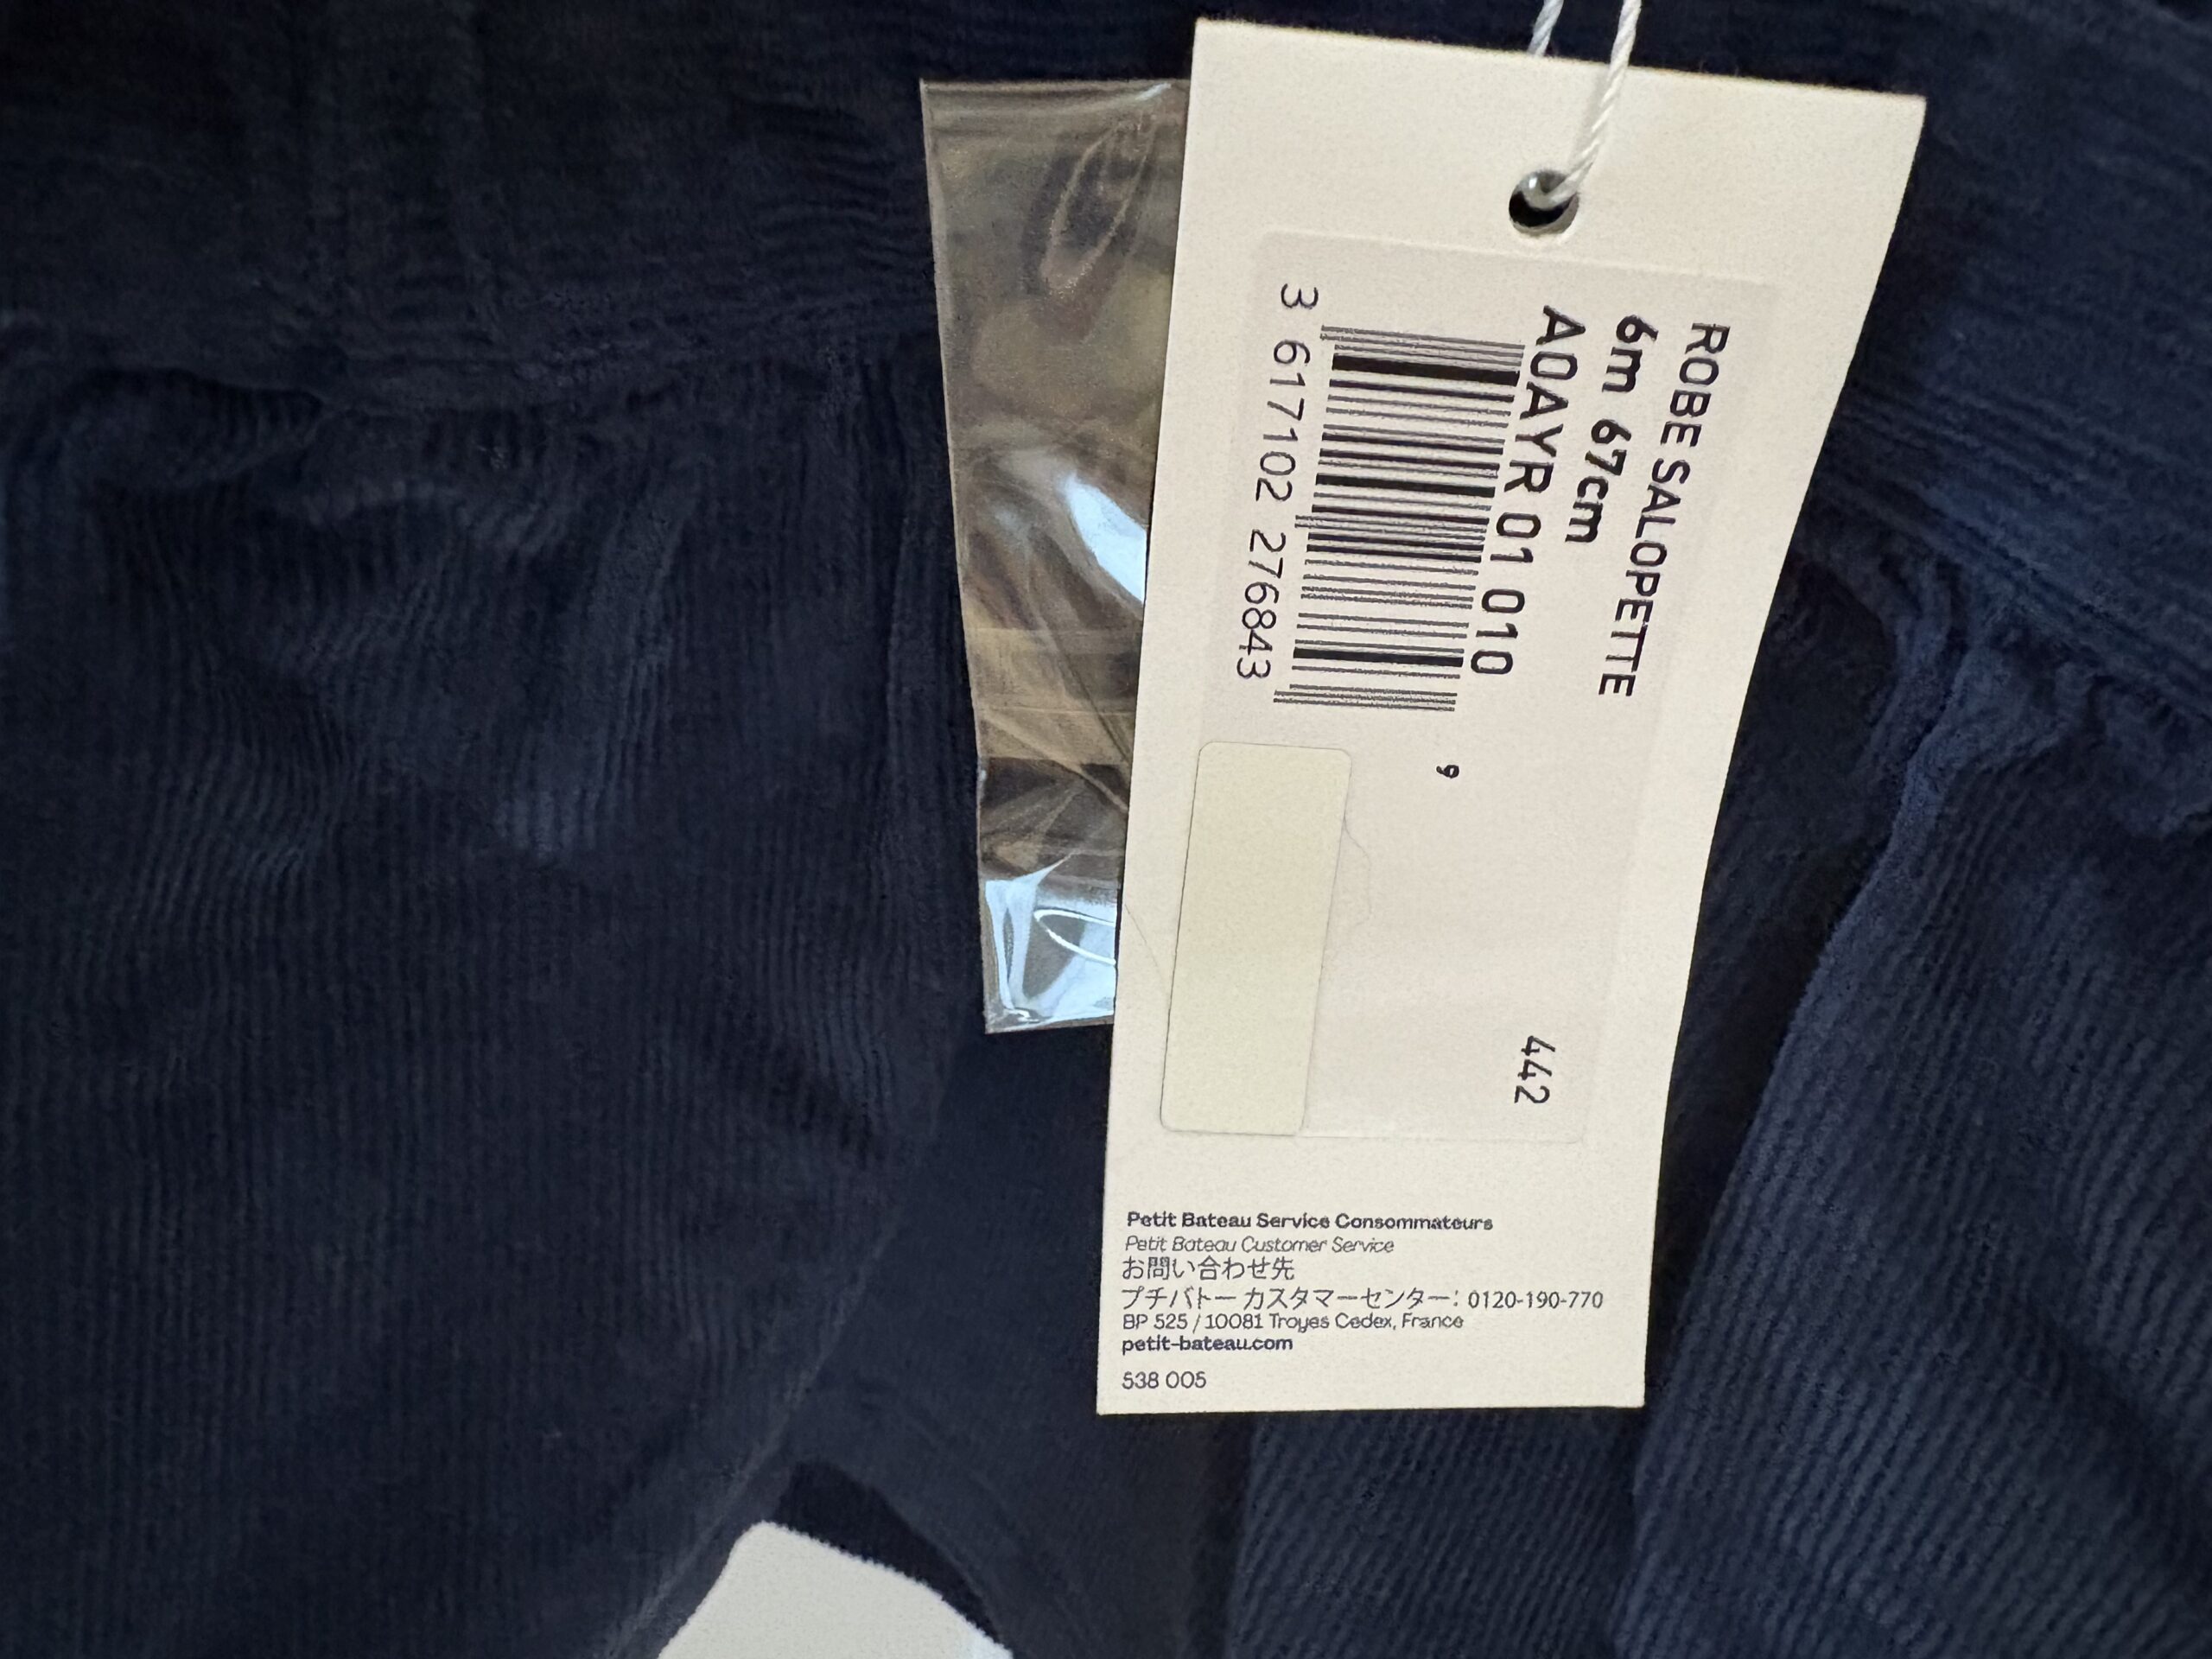 ROBE SALOPETTE
6m 67cm
A0AYR 01 010
3 617102 276843
9
442
Petit Bateau Service Consommateurs
Petit Bateau Customer Service
お問い合わせ先
プチバトー カスタマーセンター: 0120-190-770
BP 525 / 10081 Troyes Cedex, France
petit-bateau.com
538 005